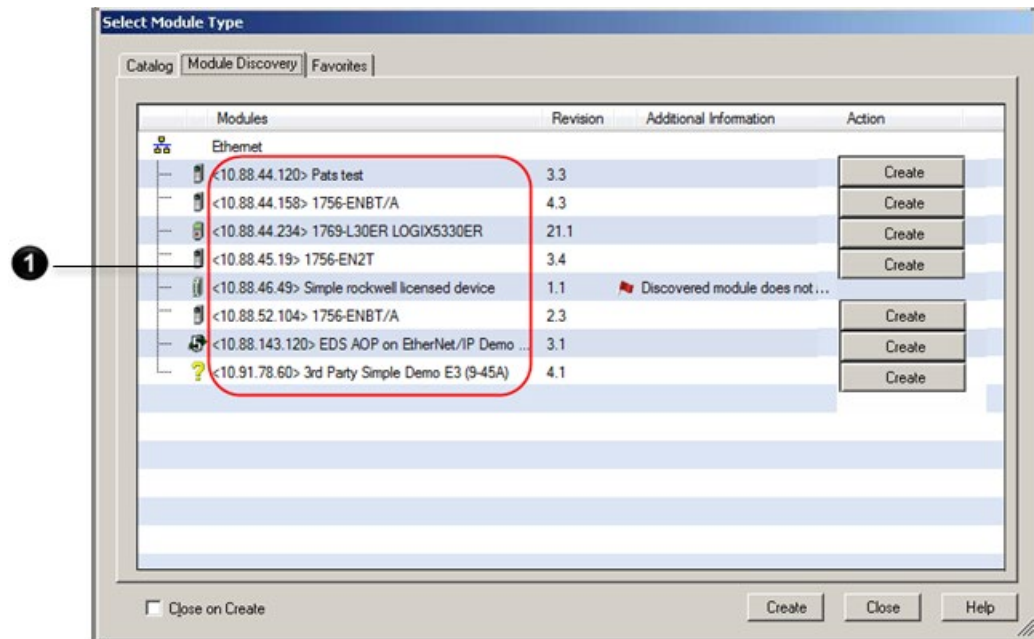 Select Module Type
Catalog Module Discovery Favorites
Modules Revision Additional Information Action
Ethernet
<10.88.44.120> Pats test 3.3 Create
<10.88.44.158> 1756-ENBT/A 4.3 Create
<10.88.44.234> 1769-L30ER LOGIX5330ER 21.1 Create
1
<10.88.45.19> 1756-EN2T 3.4 Create
<10.88.46.49> Simple rockwell licensed device 1.1 Discovered module does not...
<10.88.52.104> 1756-ENBT/A 2.3 Create
<10.88.143.120> EDS AOP on EtherNet/IP Demo ... 3.1 Create
? <10.91.78.60> 3rd Party Simple Demo E3 (9-45A) 4.1 Create
Close on Create Create Close Help